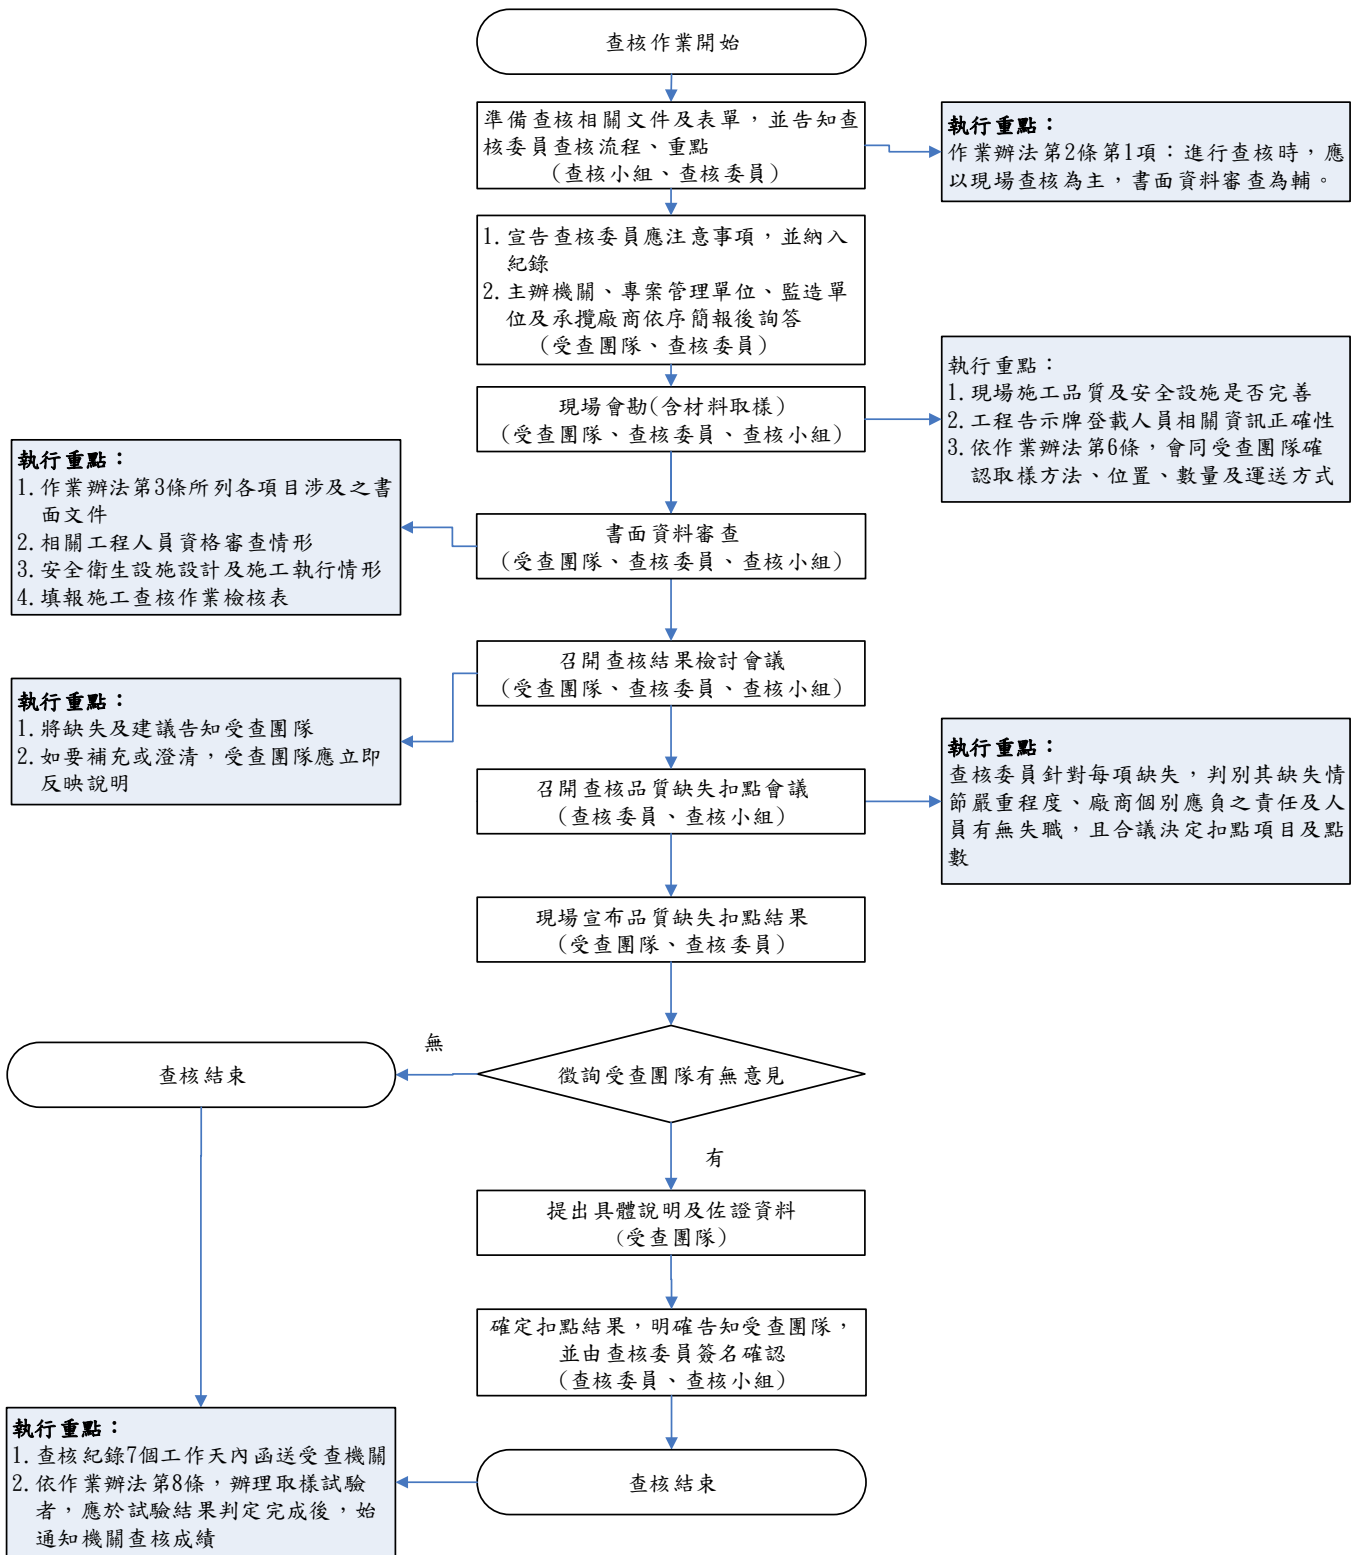 查核作業開始
準備查核相關文件及表單，並告知查
核委員查核流程、重點
(查核小組、查核委員)
執行重點：
作業辦法第2條第1項：進行查核時，應
以現場查核為主，書面資料審查為輔。
1.宣告查核委員應注意事項，並納入
紀錄
2.主辦機關、專案管理單位、監造單
位及承攬廠商依序簡報後詢答
(受查團隊、查核委員)
現場會勘(含材料取樣)
(受查團隊、查核委員、查核小組)
執行重點：
1.現場施工品質及安全設施是否完善
2.工程告示牌登載人員相關資訊正確性
3.依作業辦法第6條，會同受查團隊確
認取樣方法、位置、數量及運送方式
執行重點：
1.作業辦法第3條所列各項目涉及之書
面文件
2.相關工程人員資格審查情形
3.安全衛生設施設計及施工執行情形
4.填報施工查核作業檢核表
書面資料審查
(受查團隊、查核委員、查核小組)
召開查核結果檢討會議
(受查團隊、查核委員、查核小組)
執行重點：
1.將缺失及建議告知受查團隊
2.如要補充或澄清，受查團隊應立即
反映說明
召開查核品質缺失扣點會議
(查核委員、查核小組)
執行重點：
查核委員針對每項缺失，判別其缺失情
節嚴重程度、廠商個別應負之責任及人
員有無失職，且合議決定扣點項目及點
數
現場宣布品質缺失扣點結果
(受查團隊、查核委員)
無
查核結束
徵詢受查團隊有無意見
有
提出具體說明及佐證資料
(受查團隊)
確定扣點結果，明確告知受查團隊，
並由查核委員簽名確認
(查核委員、查核小組)
執行重點：
1.查核紀錄7個工作天內函送受查機關
2.依作業辦法第8條，辦理取樣試驗
者，應於試驗結果判定完成後，始
通知機關查核成績
查核結束